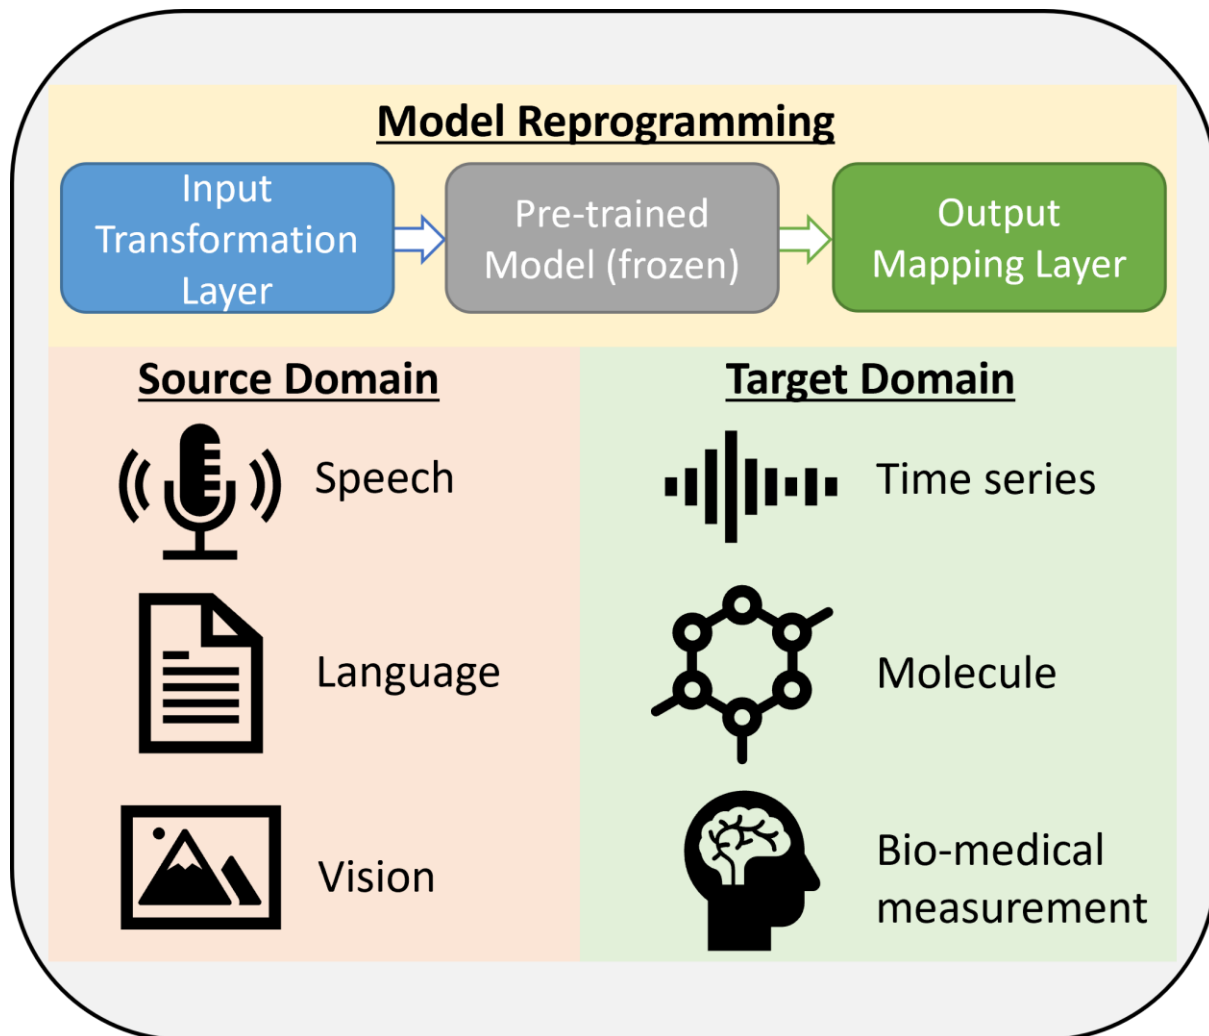 Model Reprogramming
Input
Transformation
Layer
Pre-trained
Model (frozen)
Output
Mapping Layer
Source Domain
Speech
Language
Vision
Target Domain
Time series
Molecule
Bio-medical
measurement